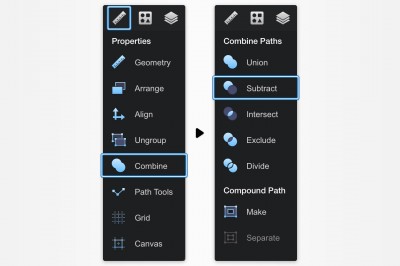 Properties
Geometry
Arrange
Align
Ungroup
Combine
Path Tools
Grid
Canvas
Combine Paths
Union
Subtract
Intersect
Exclude
Divide
Compound Path
Make
Separate